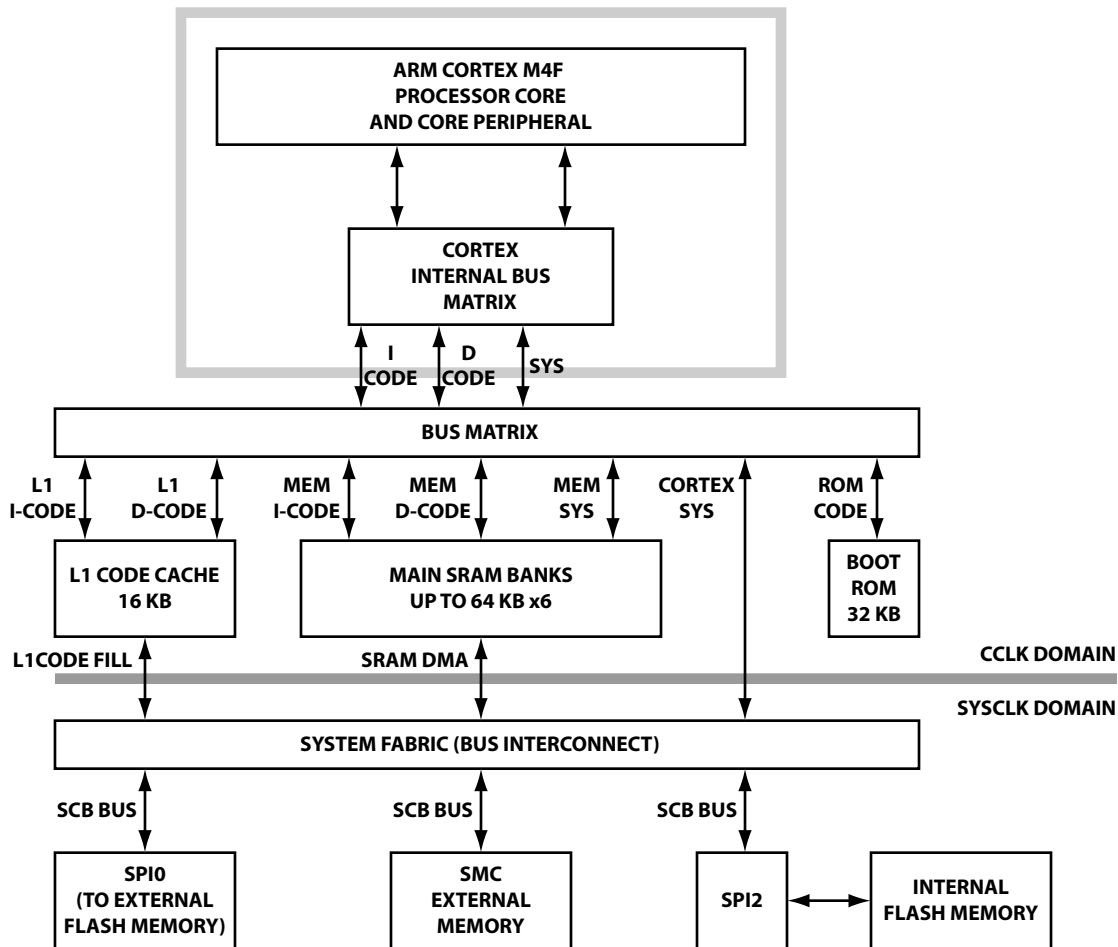 ARM CORTEX M4F
PROCESSOR CORE
AND CORE PERIPHERAL
CORTEX
INTERNAL BUS
MATRIX
I
CODE
D
CODE
SYS
BUS MATRIX
L1
I-CODE
L1
D-CODE
MEM
I-CODE
MEM
D-CODE
MEM
SYS
CORTEX
SYS
ROM
CODE
L1 CODE CACHE
16 KB
MAIN SRAM BANKS
UP TO 64 KB x6
BOOT
ROM
32 KB
L1CODE FILL
SRAM DMA
CCLK DOMAIN
SYSCLK DOMAIN
SYSTEM FABRIC (BUS INTERCONNECT)
SCB BUS
SCB BUS
SCB BUS
SPI0
(TO EXTERNAL
FLASH MEMORY)
SMC
EXTERNAL
MEMORY
SPI2
INTERNAL
FLASH MEMORY